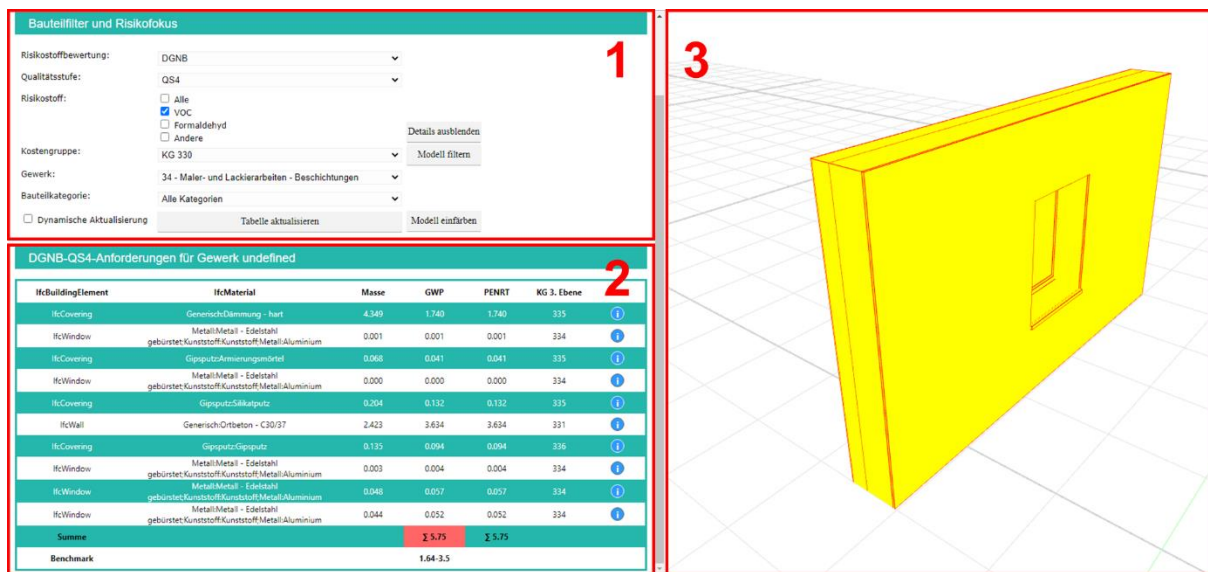 Bauteilfilter und Risikofokus
1
Risikostoffbewertung: DGNB
Qualitätsstufe: QS4
Risikostoff: Alle
VOC
Formaldehyd
Andere
Details ausblenden
Kostengruppe: KG 330 Modell filtern
Gewerk: 34 - Maler- und Lackierarbeiten - Beschichtungen
Bauteilkategorie: Alle Kategorien
Dynamische Aktualisierung Tabelle aktualisieren Modell einfärben
DGNB-QS4-Anforderungen für Gewerk undefined
2
IfcBuildingElement IfcMaterial Masse GWP PENRT KG 3. Ebene
IfcCovering Generisch:Dämmung - hart 4.349 1.740 1.740 335 i
IfcWindow Metall:Metall - Edelstahl
gebürstet;Kunststoff:Kunststoff;Metall:Aluminium 0.001 0.001 0.001 334 i
IfcCovering Gipsputz:Armierungsmörtel 0.068 0.041 0.041 335 i
IfcWindow Metall:Metall - Edelstahl
gebürstet;Kunststoff:Kunststoff;Metall:Aluminium 0.000 0.000 0.000 334 i
IfcCovering Gipsputz:Silikatputz 0.204 0.132 0.132 335 i
IfcWall Generisch:Ortbeton - C30/37 2.423 3.634 3.634 331 i
IfcCovering Gipsputz:Gipsputz 0.135 0.094 0.094 336 i
IfcWindow Metall:Metall - Edelstahl
gebürstet;Kunststoff:Kunststoff;Metall:Aluminium 0.003 0.004 0.004 334 i
IfcWindow Metall:Metall - Edelstahl
gebürstet;Kunststoff:Kunststoff;Metall:Aluminium 0.048 0.057 0.057 334 i
IfcWindow Metall:Metall - Edelstahl
gebürstet;Kunststoff:Kunststoff;Metall:Aluminium 0.044 0.052 0.052 334 i
Summe Σ 5.75 Σ 5.75
Benchmark 1.64-3.5
3